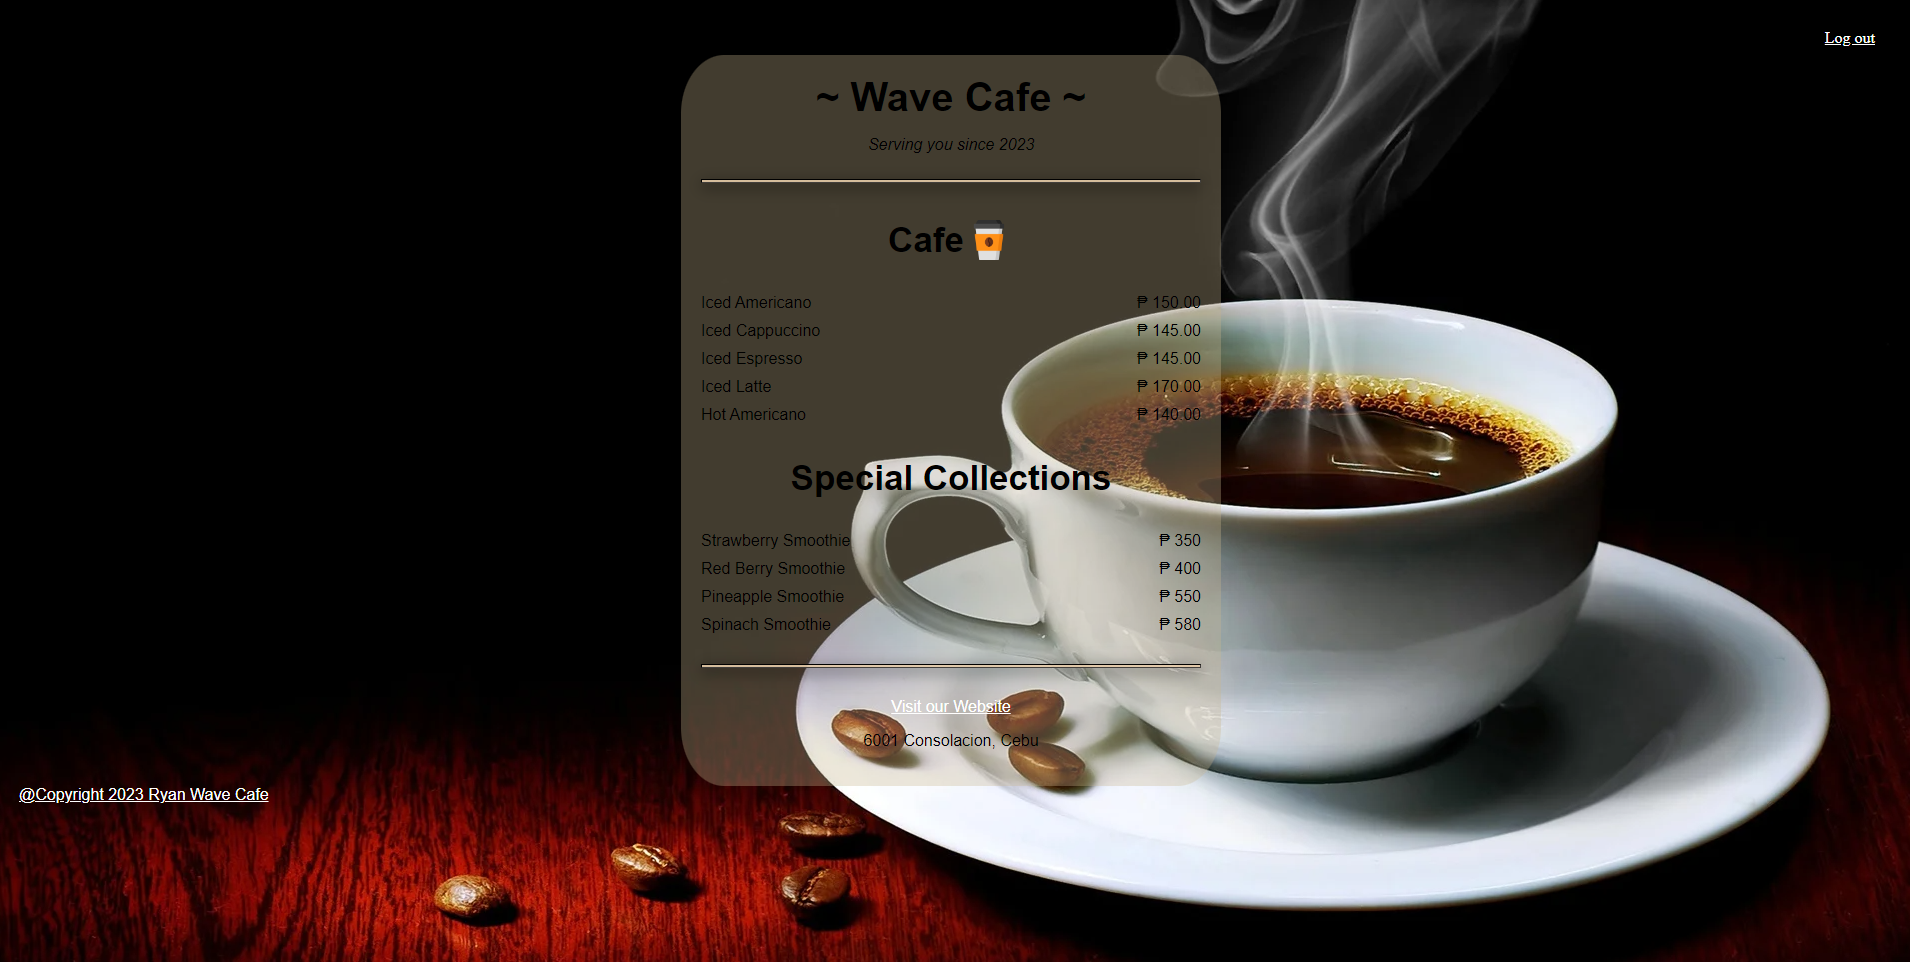 Log out
~ Wave Cafe ~
Serving you since 2023
Cafe
Iced Americano ₱ 150.00
Iced Cappuccino ₱ 145.00
Iced Espresso ₱ 145.00
Iced Latte ₱ 170.00
Hot Americano ₱ 140.00
Special Collections
Strawberry Smoothie ₱ 350
Red Berry Smoothie ₱ 400
Pineapple Smoothie ₱ 550
Spinach Smoothie ₱ 580
Visit our Website
6001 Consolacion, Cebu
@Copyright 2023 Ryan Wave Cafe